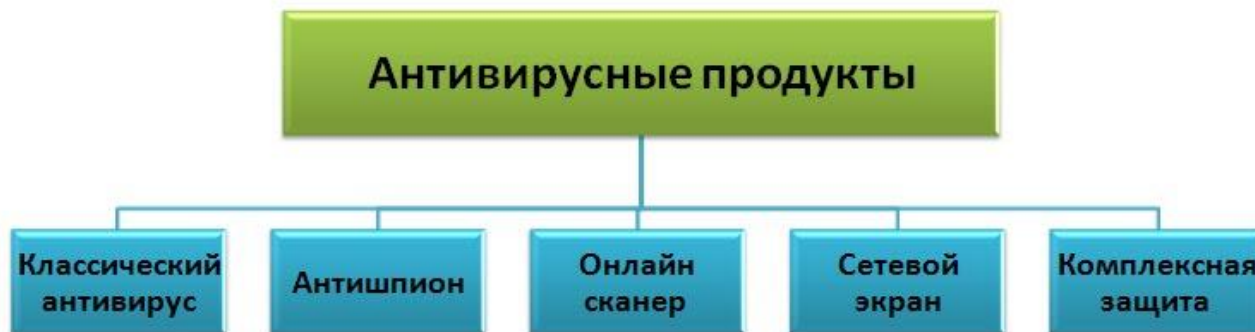 Антивирусные продукты
Классический
антивирус
Антишпион
Онлайн
сканер
Сетевой
экран
Комплексная
защита